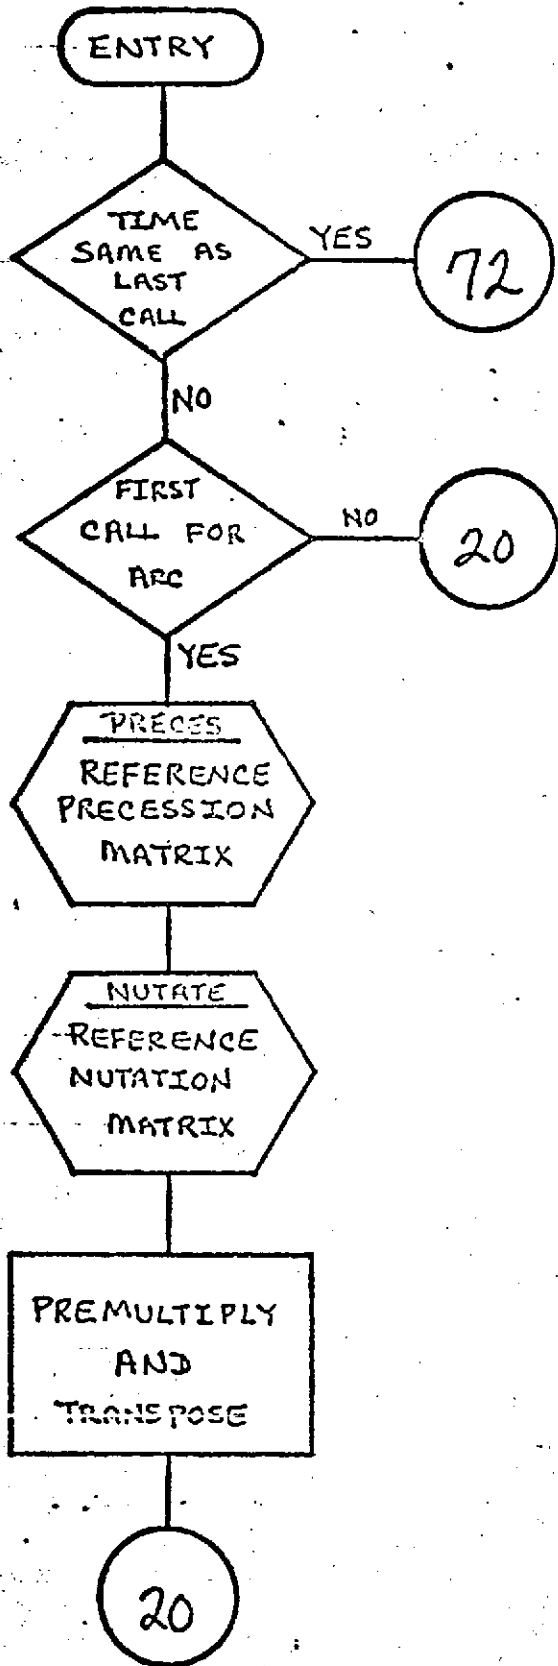 ENTRY
TIME
SAME AS
LAST
CALL
YES
72
NO
FIRST
CALL FOR
ARC
NO
20
YES
PRECES
REFERENCE
PRECESSION
MATRIX
NUTATE
REFERENCE
NUTATION
MATRIX
PREMULTIPLY
AND
TRANSPOSE
20